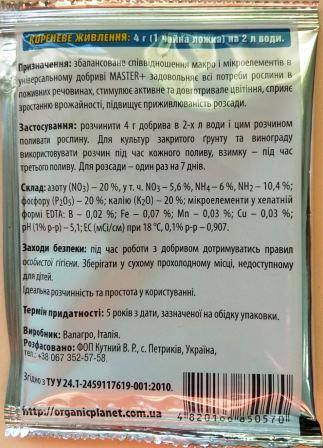 КОРЕНЕВЕ ЖИВЛЕННЯ: 4 г (1 чайна ложка) на 2 л води.
Призначення: збалансоване співвідношення макро і мікроелементів в
універсальному добриві MASTER+ задовольняє всі потреби рослини в
поживних речовинах, стимулює активне та довготривале цвітіння, сприяє
зростанню врожайності, підвищує приживлюваність розсади.
Застосування: розчинити 4 г добрива в 2-х л води і цим розчином
поливати рослину. Для культур закритого ґрунту та винограду
використовувати розчин під час кожного поливу, взимку – під час
третього поливу. Для розсади – один раз на 7 днів.
Склад: азоту (NO₃) – 20 %, у т. ч. NO₃ – 5,6 %, NH₄ – 6 %, NH₂ – 10,4 %;
фосфору (P₂O₅) – 20 %; калію (K₂O) – 20 %; мікроелементи у хелатній
формі EDTA: B – 0,02 %; Fe – 0,07 %; Mn – 0,03 %; Cu – 0,03 %;
pH (1% р-р) – 5,1; EC (мСі/см) при 18 °C, 0,1% р-р – 0,907.
Заходи безпеки: під час роботи з добривом дотримуватись правил
особистої гігієни. Зберігати у сухому прохолодному місці, недоступному
для дітей.
Ідеальна розчинність та простота у користуванні.
Термін придатності: 5 років з дати, зазначеної на обідку упаковки.
Виробник: Валагро, Італія.
Розфасовано: ФОП Кутний В. Р., с. Петриків, Україна,
тел.: +38 067 352-57-58.
Згідно з ТУ У 24.1-2459117619-001:2010.
http://organicplanet.com.ua
4 820166 850570